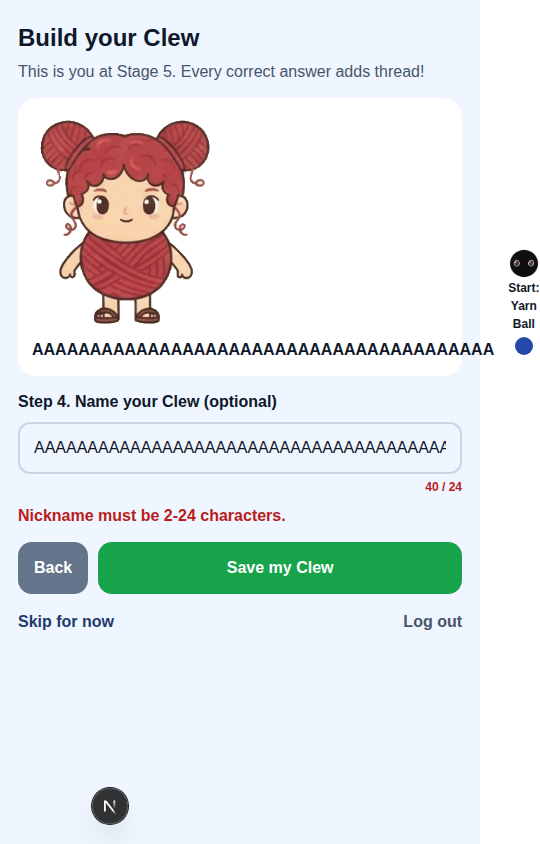 Build your Clew
This is you at Stage 5. Every correct answer adds thread!
AAAAAAAAAAAAAAAAAAAAAAAAAAAAAAAAAAAAAAAA
Step 4. Name your Clew (optional)
AAAAAAAAAAAAAAAAAAAAAAAAAAAAAAAAAAAAAAA
40 / 24
Nickname must be 2-24 characters.
Back
Save my Clew
Skip for now
Log out
Start:
Yarn
Ball
N